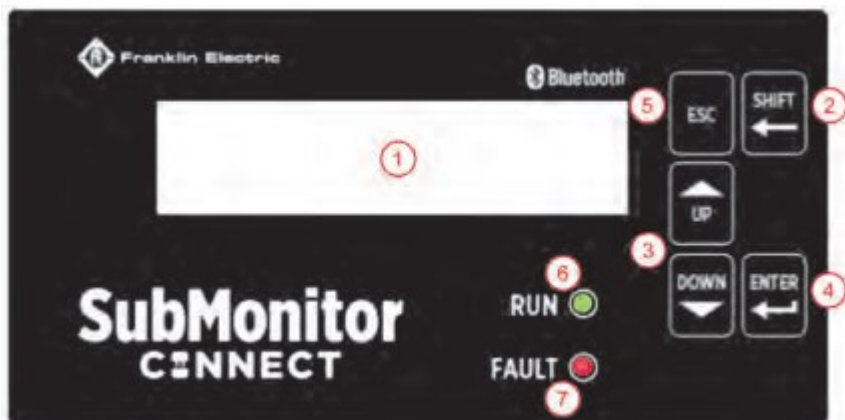 Franklin Electric
Bluetooth
1
5
ESC
SHIFT
2
UP
3
DOWN
ENTER
4
SubMonitor
CONNECT
6
RUN
FAULT
7